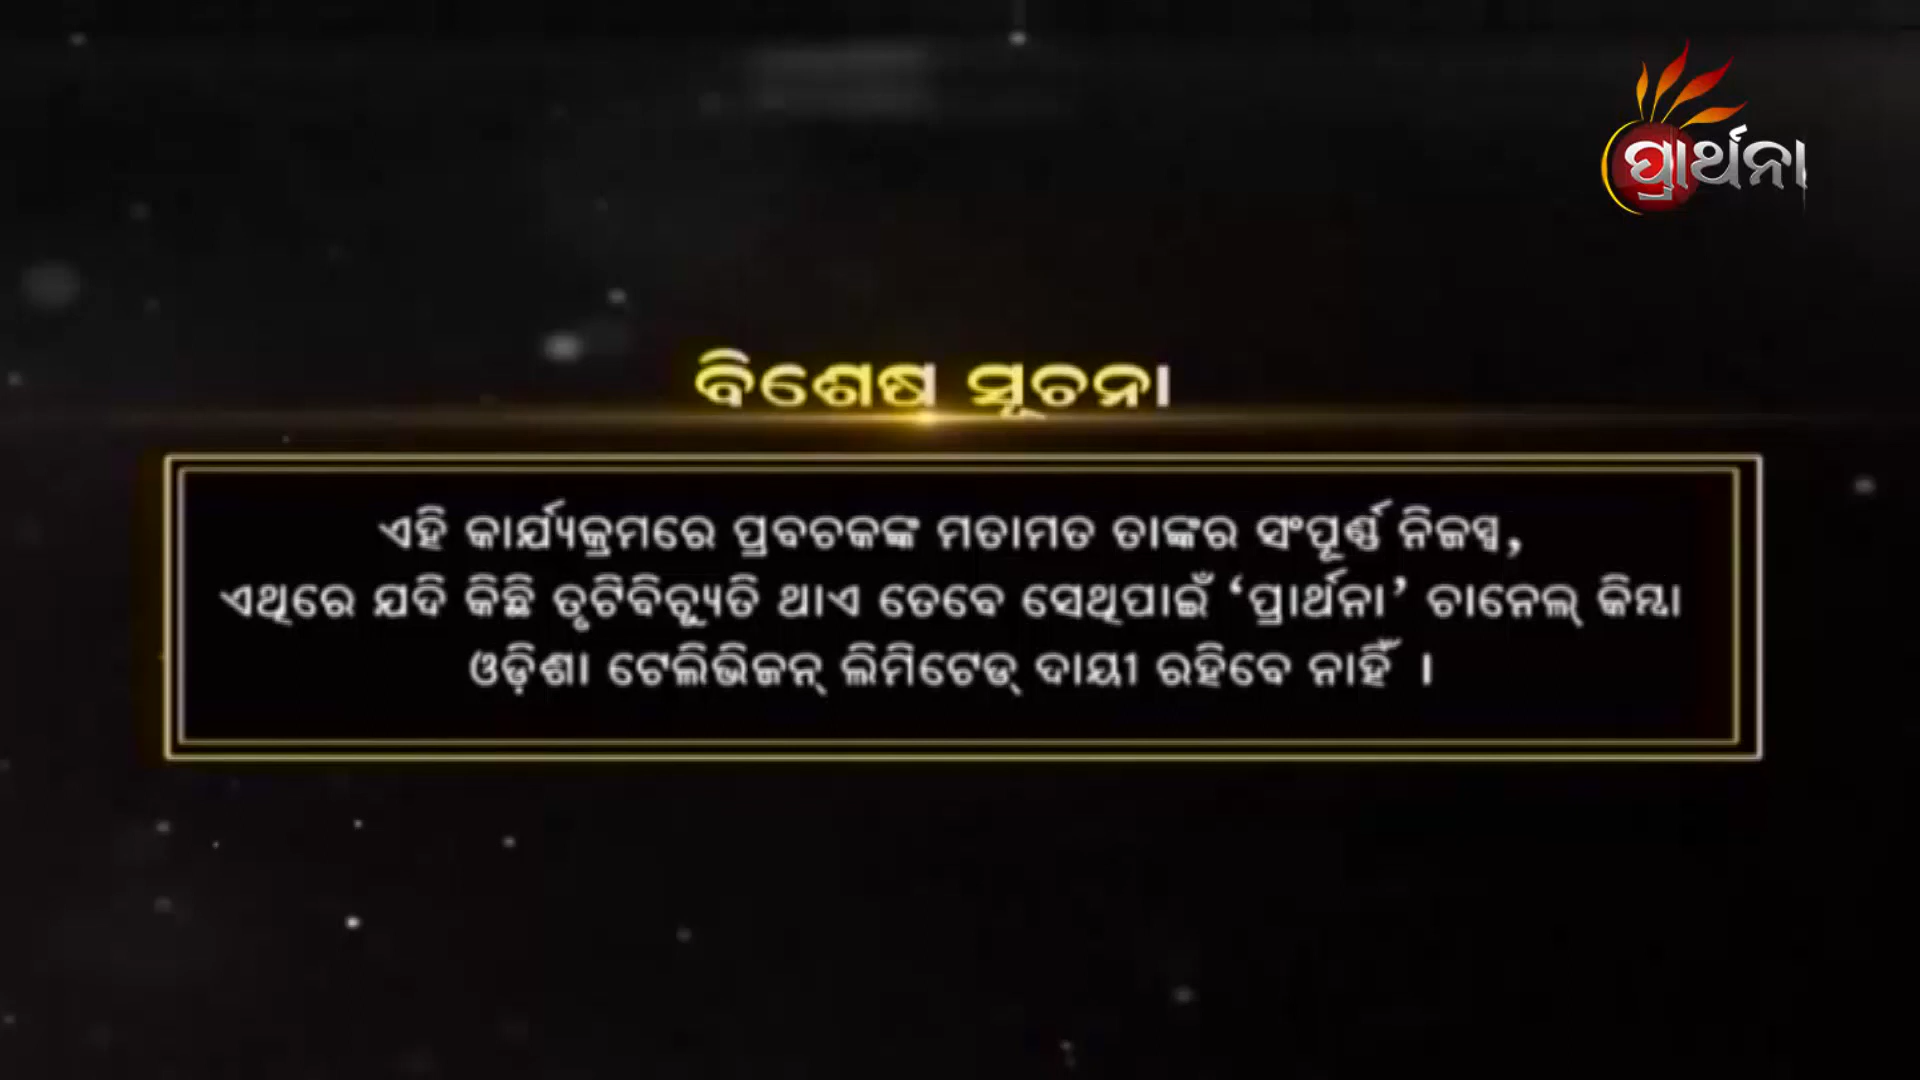 ପ୍ରାର୍ଥନା
ବିଶେଷ ସୂଚନା
ଏହି କାର୍ଯ୍ୟକ୍ରମରେ ପ୍ରବଚକଙ୍କ ମତାମତ ତାଙ୍କର ସଂପୂର୍ଣ୍ଣ ନିଜସ୍ୱ,
ଏଥିରେ ଯଦି କିଛି ତୃଟିବିଚ୍ୟୁତି ଥାଏ ତେବେ ସେଥିପାଇଁ ‘ପ୍ରାର୍ଥନା’ ଚାନେଲ୍ କିମ୍ବା
ଓଡ଼ିଶା ଟେଲିଭିଜନ୍ ଲିମିଟେଡ୍ ଦାୟୀ ରହିବେ ନାହିଁ ।